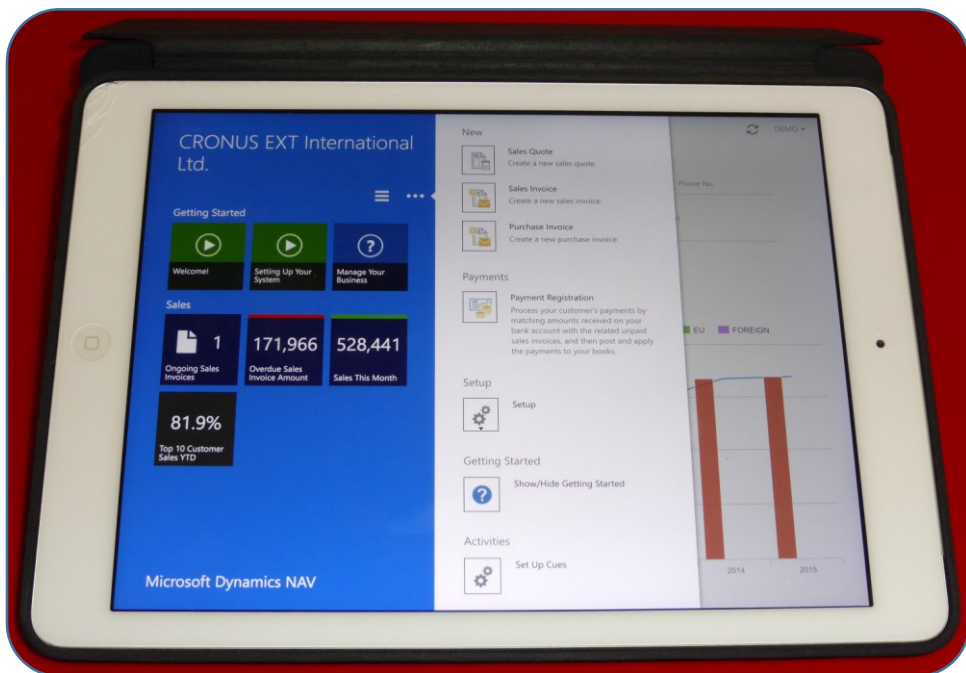 CRONUS EXT International
Ltd.
Getting Started
Welcome!
Setting Up Your
System
Manage Your
Business
Sales
1
Ongoing Sales
Invoices
171,966
Overdue Sales
Invoice Amount
528,441
Sales This Month
81.9%
Top 10 Customer
Sales YTD
Microsoft Dynamics NAV
New
Sales Quote
Create a new sales quote
Sales Invoice
Create a new sales invoice.
Purchase Invoice
Create a new purchase invoice.
Payments
Payment Registration
Process your customer's payments by
matching amounts received on your
bank account with the related unpaid
sales invoices, and then post and apply
the payments to your books.
Setup
Setup
Getting Started
Show/Hide Getting Started
Activities
Set Up Cues
DEMO
Phone No.
EU
FOREIGN
2014
2015